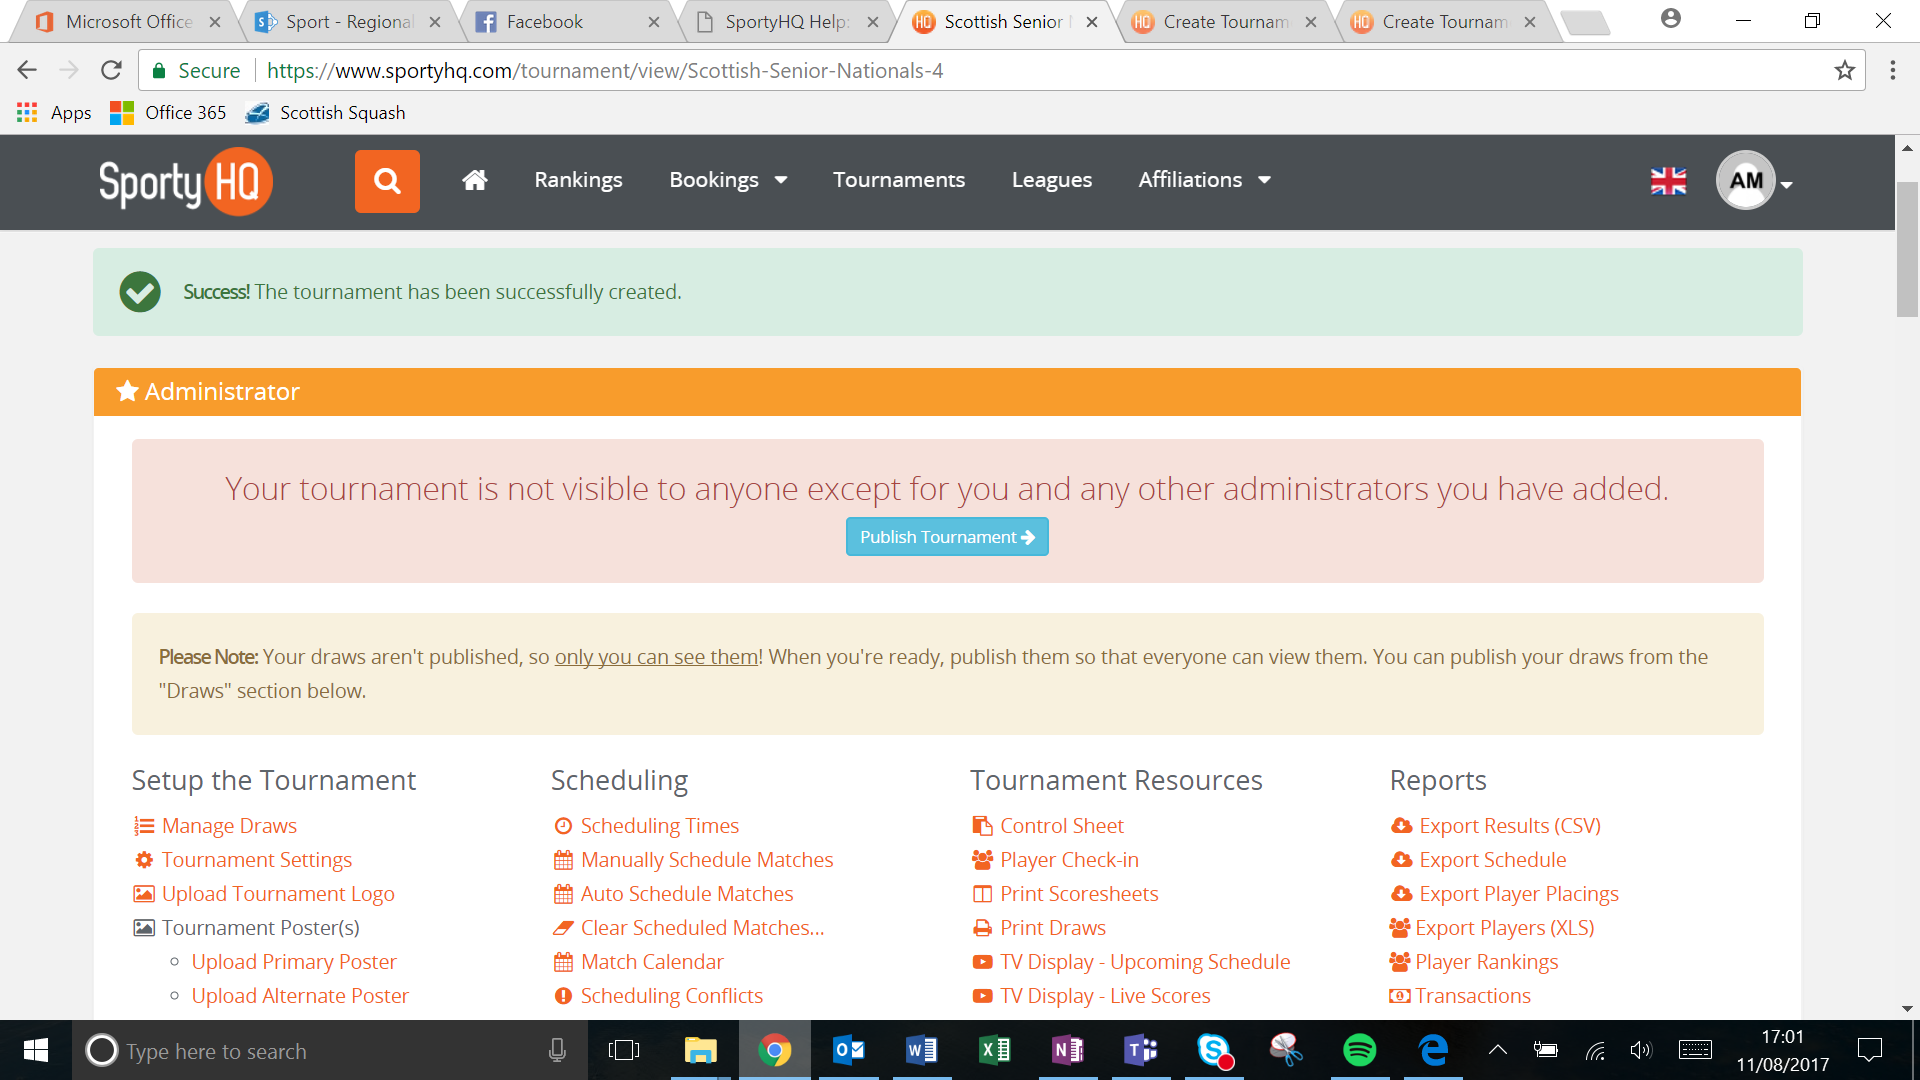 Microsoft Office
Sport - Regional
Facebook
SportyHQ Help:
HQ Scottish Senior
HQ Create Tournam
HQ Create Tournam
Secure https://www.sportyhq.com/tournament/view/Scottish-Senior-Nationals-4
Apps Office 365 Scottish Squash
Sporty HQ Rankings Bookings Tournaments Leagues Affiliations AM
Success! The tournament has been successfully created.
Administrator
Your tournament is not visible to anyone except for you and any other administrators you have added.
Publish Tournament
Please Note: Your draws aren't published, so only you can see them! When you're ready, publish them so that everyone can view them. You can publish your draws from the
"Draws" section below.
Setup the Tournament
Manage Draws
Tournament Settings
Upload Tournament Logo
Tournament Poster(s)
Upload Primary Poster
Upload Alternate Poster
Scheduling
Scheduling Times
Manually Schedule Matches
Auto Schedule Matches
Clear Scheduled Matches...
Match Calendar
Scheduling Conflicts
Tournament Resources
Control Sheet
Player Check-in
Print Scoresheets
Print Draws
TV Display - Upcoming Schedule
TV Display - Live Scores
Reports
Export Results (CSV)
Export Schedule
Export Player Placings
Export Players (XLS)
Player Rankings
Transactions
Type here to search
17:01
11/08/2017